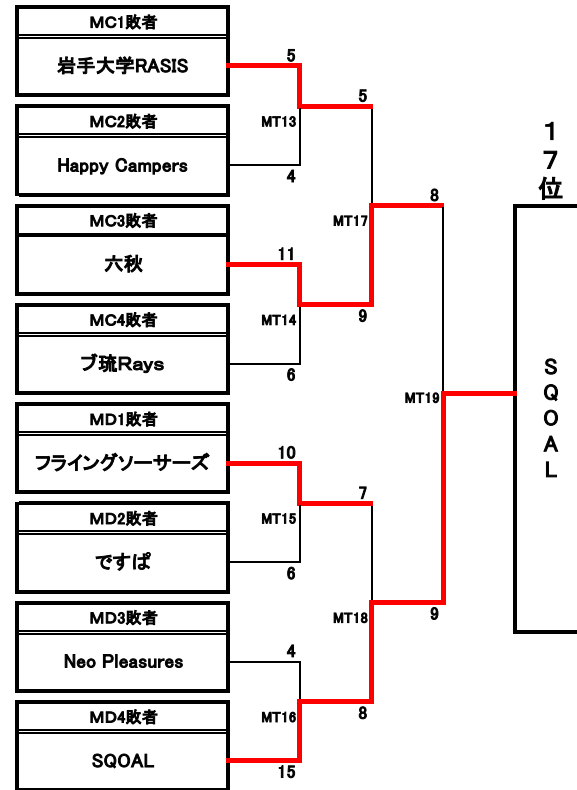 MC1敗者
岩手大学RASIS
MC2敗者
Happy Campers
MC3敗者
六秋
MC4敗者
ブ琉Rays
MD1敗者
フライングソーサーズ
MD2敗者
ですぱ
MD3敗者
Neo Pleasures
MD4敗者
SQOAL
5
MT13
4
11
MT14
6
10
MT15
6
4
MT16
15
5
MT17
9
7
MT18
8
8
MT19
9
17位
SQOAL